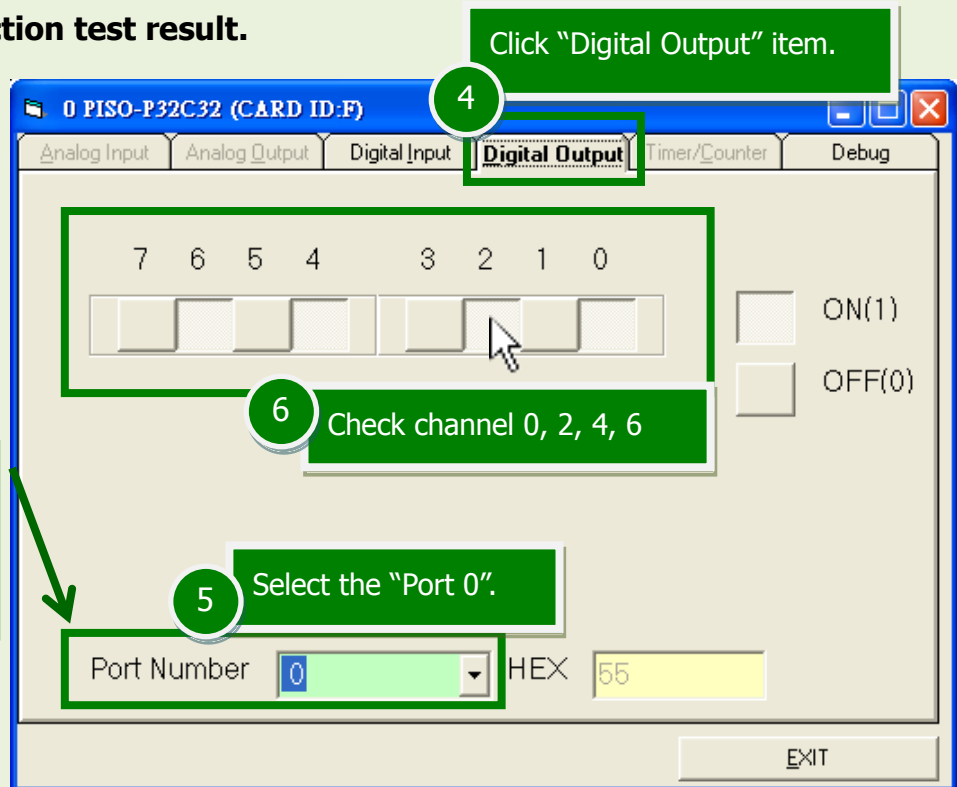 ction test result.
Click “Digital Output” item.
4
0 PISO-P32C32 (CARD ID:F)
Analog Input Analog Output Digital Input Digital Output Timer/Counter Debug
7 6 5 4 3 2 1 0
ON(1)
OFF(0)
6
Check channel 0, 2, 4, 6
5
Select the “Port 0”.
Port Number 0 HEX 55
EXIT